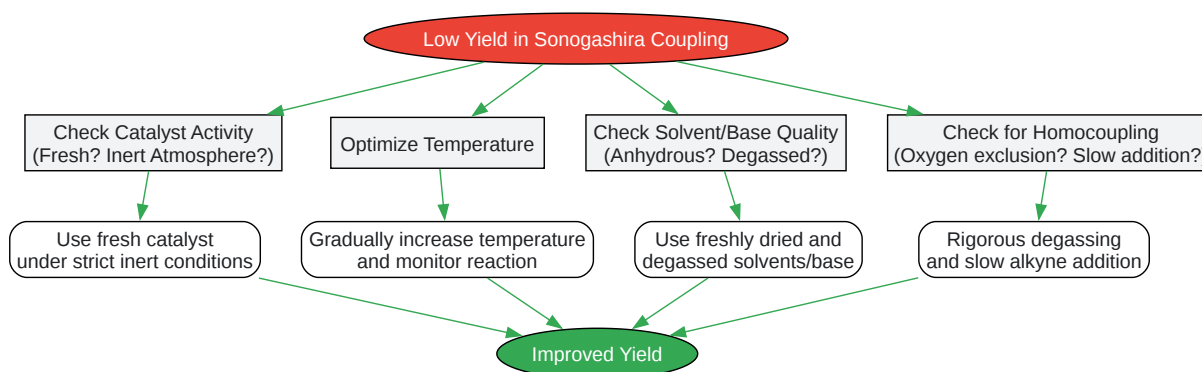 Low Yield in Sonogashira Coupling
Check Catalyst Activity
(Fresh? Inert Atmosphere?)
Optimize Temperature
Check Solvent/Base Quality
(Anhydrous? Degassed?)
Check for Homocoupling
(Oxygen exclusion? Slow addition?
Use fresh catalyst
under strict inert conditions
Gradually increase temperature
and monitor reaction
Use freshly dried and
degassed solvents/base
Rigorous degassing
and slow alkyne addition
Improved Yield